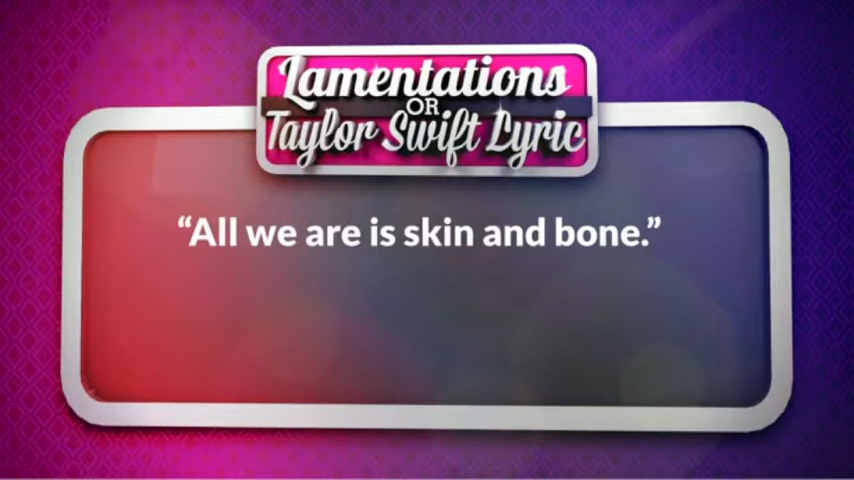 Lamentations
OR
Taylor Swift Lyric
“All we are is skin and bone.”